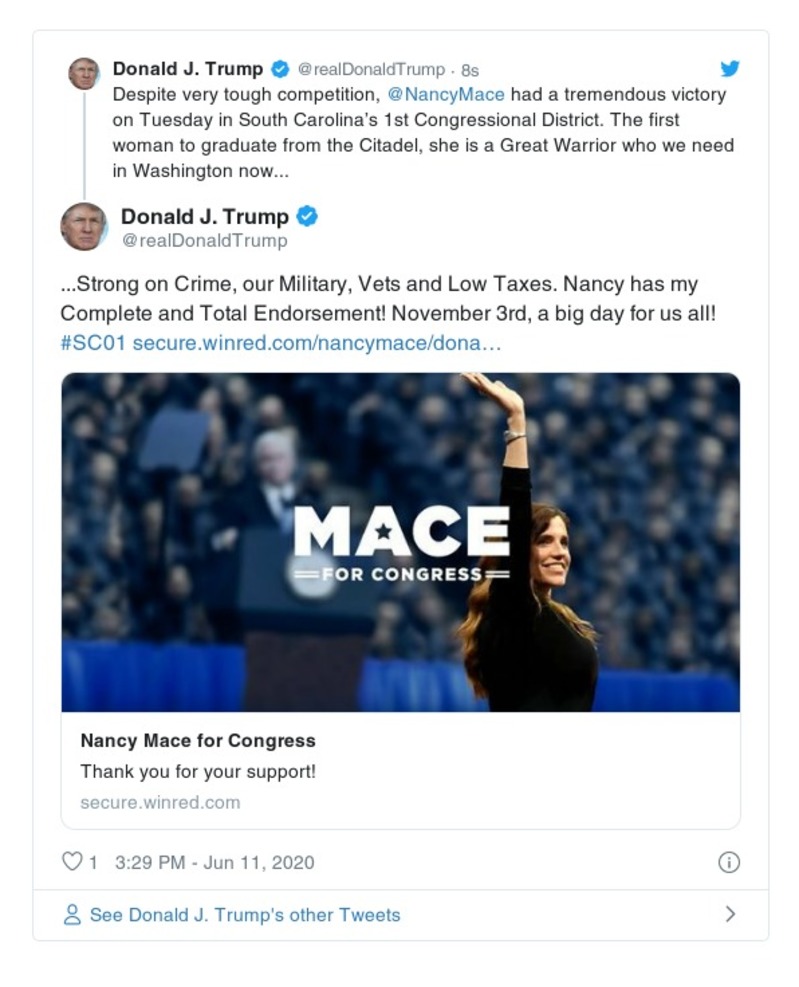 Donald J. Trump @realDonaldTrump · 8s
Despite very tough competition, @NancyMace had a tremendous victory
on Tuesday in South Carolina's 1st Congressional District. The first
woman to graduate from the Citadel, she is a Great Warrior who we need
in Washington now...
Donald J. Trump
@realDonaldTrump
...Strong on Crime, our Military, Vets and Low Taxes. Nancy has my
Complete and Total Endorsement! November 3rd, a big day for us all!
#SC01 secure.winred.com/nancymace/dona…
MACE
FOR CONGRESS
Nancy Mace for Congress
Thank you for your support!
secure.winred.com
1 3:29 PM - Jun 11, 2020
See Donald J. Trump's other Tweets